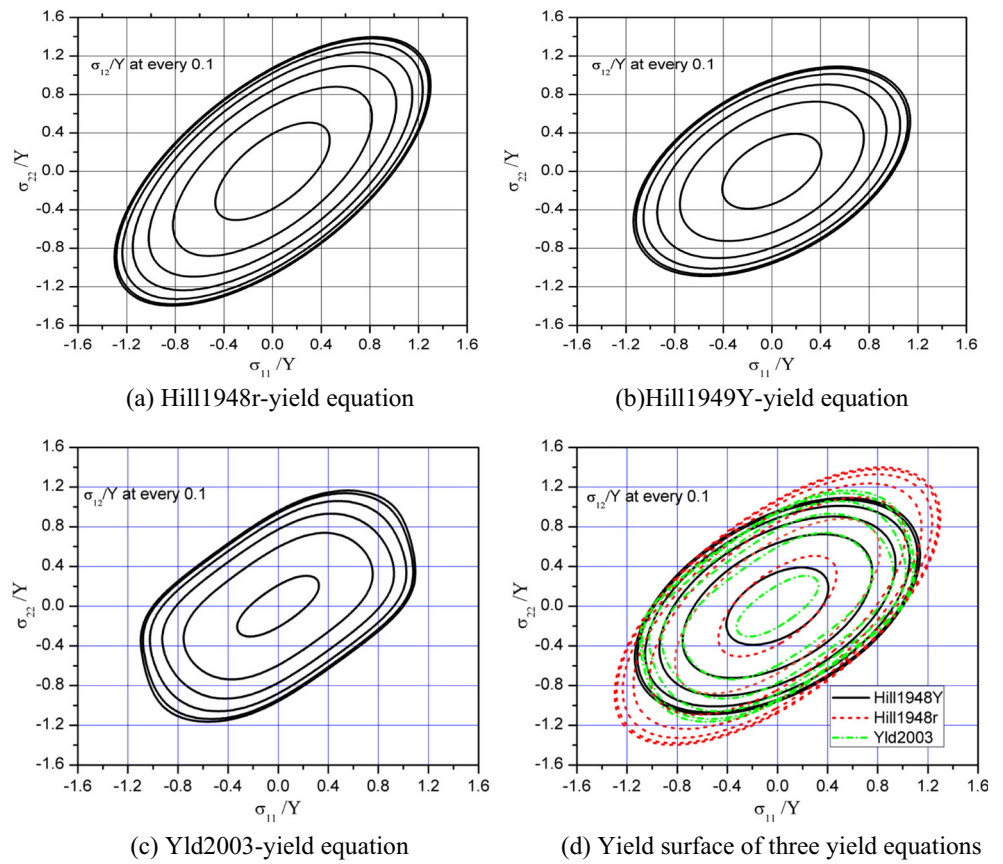 1.6
1.2
0.8
0.4
0.0
-0.4
-0.8
-1.2
-1.6
σ22 /Y
σ12/Y at every 0.1
-1.6 -1.2 -0.8 -0.4 0.0 0.4 0.8 1.2 1.6
σ11 /Y
(a) Hill1948r-yield equation
1.6
1.2
0.8
0.4
0.0
-0.4
-0.8
-1.2
-1.6
σ22 /Y
σ12/Y at every 0.1
-1.6 -1.2 -0.8 -0.4 0.0 0.4 0.8 1.2 1.6
σ11 /Y
(b)Hill1949Y-yield equation
1.6
1.2
0.8
0.4
0.0
-0.4
-0.8
-1.2
-1.6
σ22 /Y
σ12/Y at every 0.1
-1.6 -1.2 -0.8 -0.4 0.0 0.4 0.8 1.2 1.6
σ11 /Y
(c) Yld2003-yield equation
1.6
1.2
0.8
0.4
0.0
-0.4
-0.8
-1.2
-1.6
σ22 /Y
σ12/Y at every 0.1
Hill1948Y
Hill1948r
Yld2003
-1.6 -1.2 -0.8 -0.4 0.0 0.4 0.8 1.2 1.6
σ11 /Y
(d) Yield surface of three yield equations